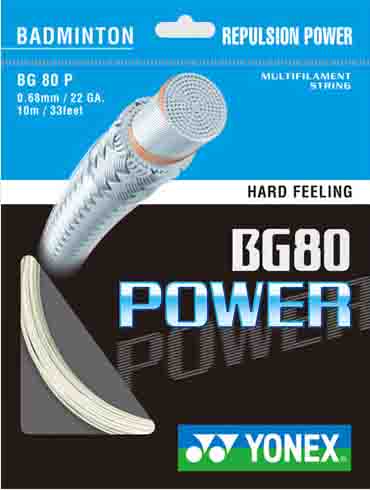 BADMINTON
REPULSION POWER
BG 80 P
0.68mm / 22 GA.
10m / 33feet
MULTIFILAMENT
STRING
HARD FEELING
BG80
POWER
POWER
YONEX®